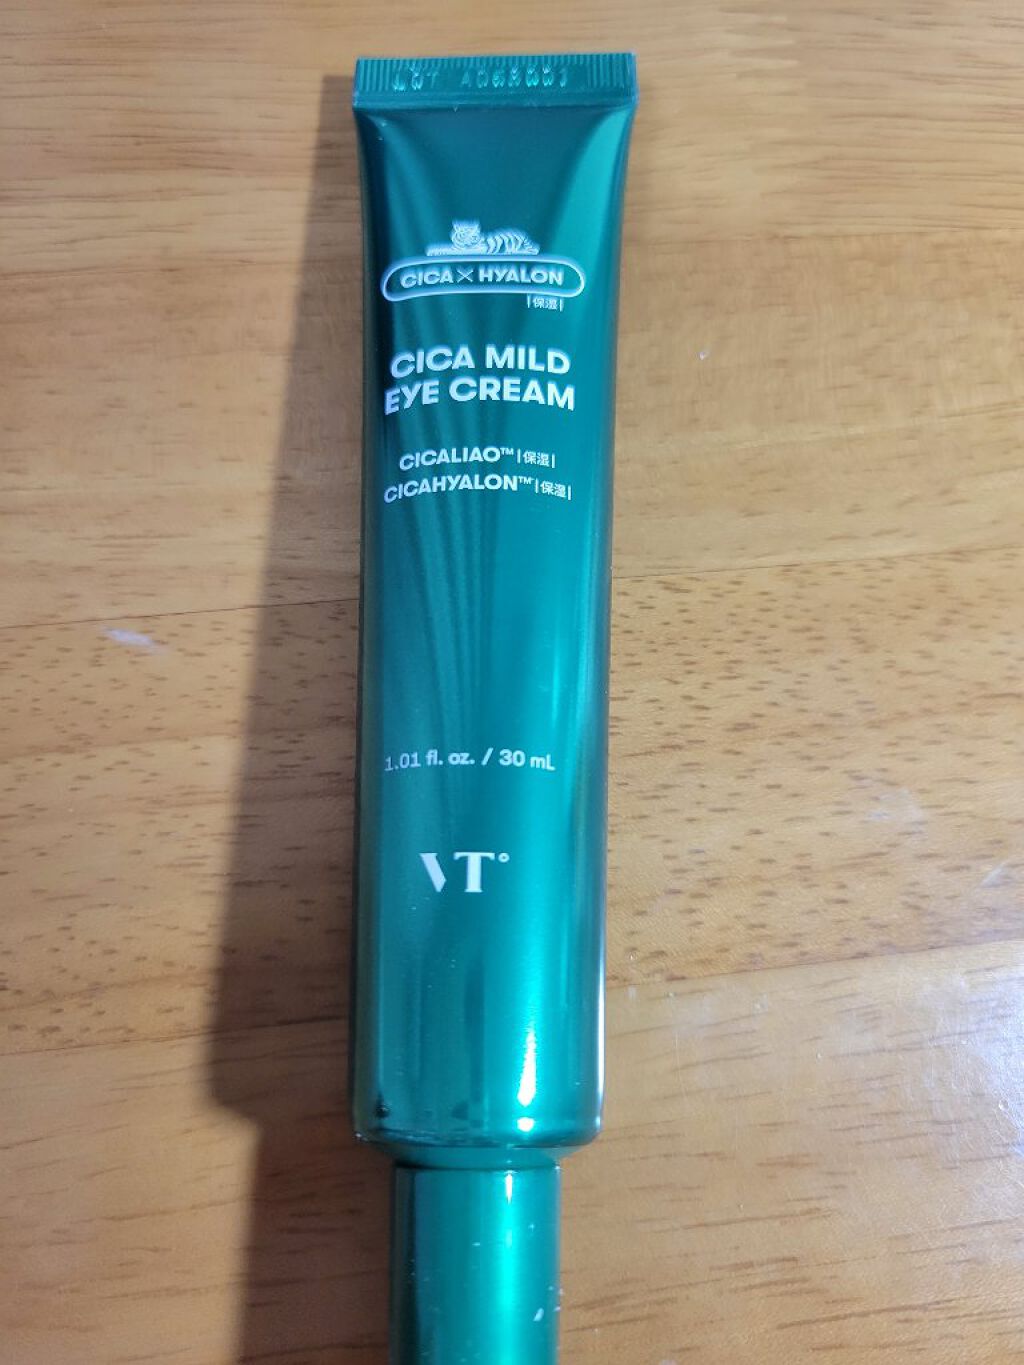 CICA×HYALON
|保湿|
CICA MILD
EYE CREAM
CICALIAO™|保湿|
CICAHYALON™|保湿|
1.01 fl. oz. / 30 mL
VT°